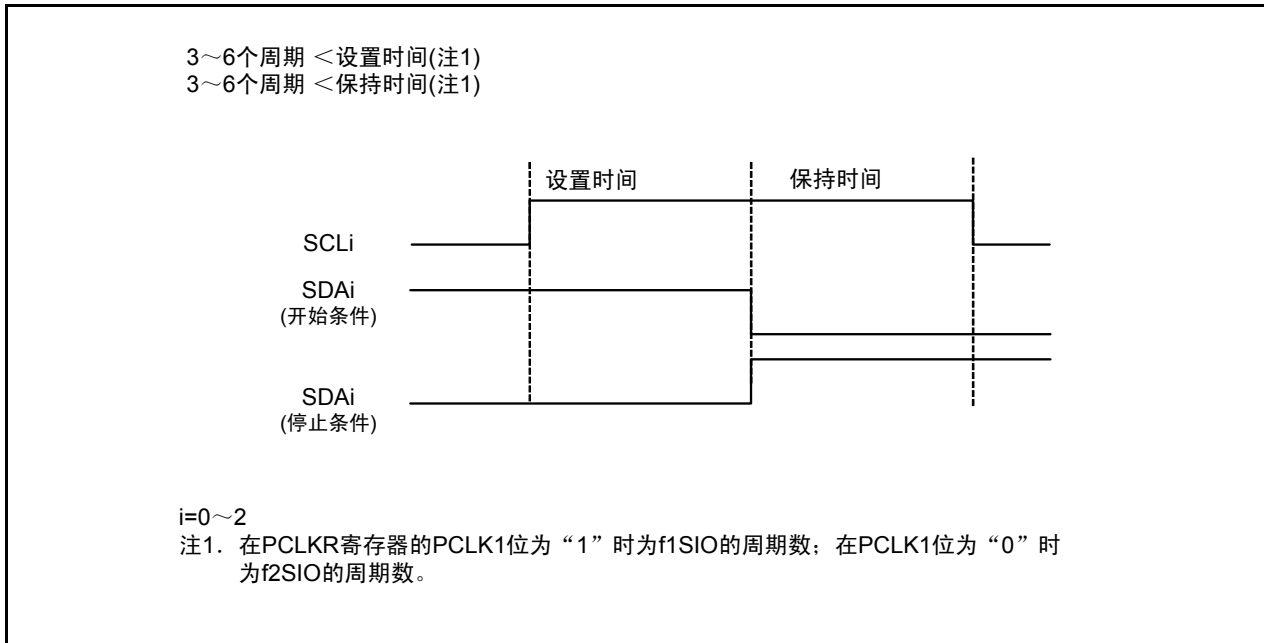 3～6个周期 ＜设置时间(注1)
3～6个周期 ＜保持时间(注1)
设置时间
保持时间
SCLi
SDAi
(开始条件)
SDAi
(停止条件)
i=0～2
注1. 在PCLKR寄存器的PCLK1位为“1”时为f1SIO的周期数；在PCLK1位为“0”时
为f2SIO的周期数。